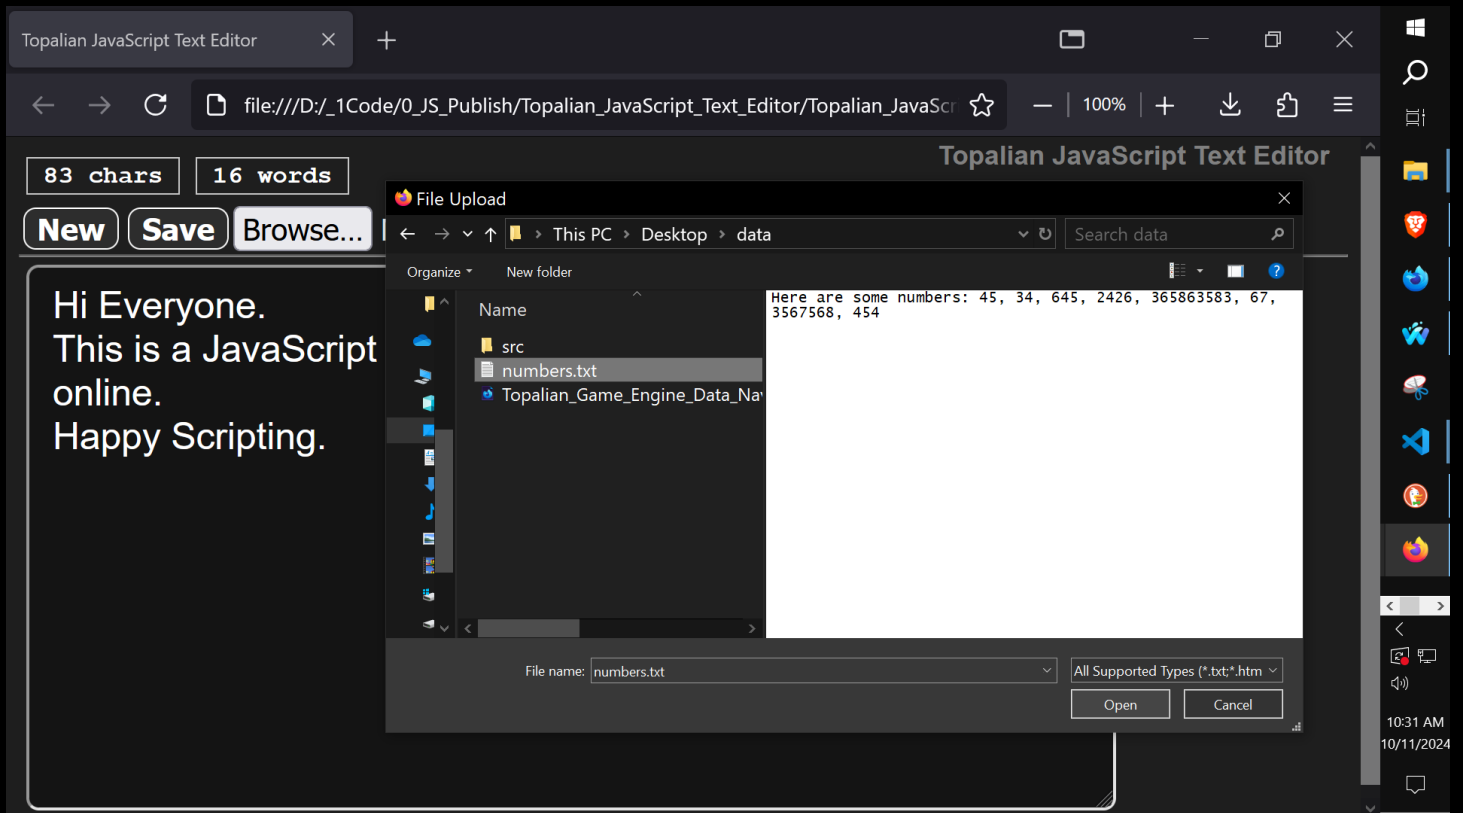 Topalian JavaScript Text Editor
file:///D:/_1Code/0_JS_Publish/Topalian_JavaScript_Text_Editor/Topalian_JavaScr
100%
Topalian JavaScript Text Editor
83 chars
16 words
New
Save
Browse...
Hi Everyone.
This is a JavaScript
online.
Happy Scripting.
File Upload
This PC
Desktop
data
Search data
Organize
New folder
?
Name
src
numbers.txt
Topalian_Game_Engine_Data_Na
Here are some numbers: 45, 34, 645, 2426, 365863583, 67,
3567568, 454
File name:
numbers.txt
All Supported Types (*.txt;*.htm
Open
Cancel
10:31 AM
10/11/2024